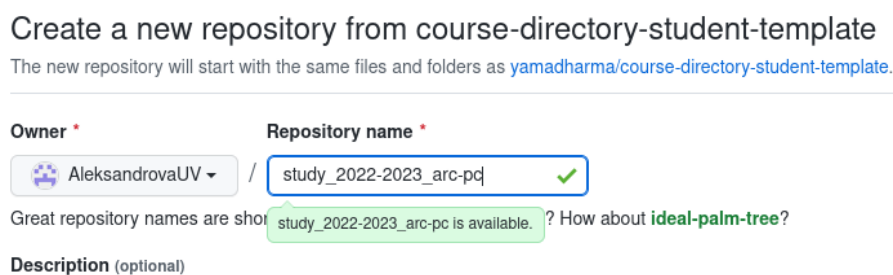 Create a new repository from course-directory-student-template
The new repository will start with the same files and folders as yamadharma/course-directory-student-template.
Owner * Repository name *
AleksandrovaUV / study_2022-2023_arc-pc
Great repository names are ? How about ideal-palm-tree?
study_2022-2023_arc-pc is available.
Description (optional)